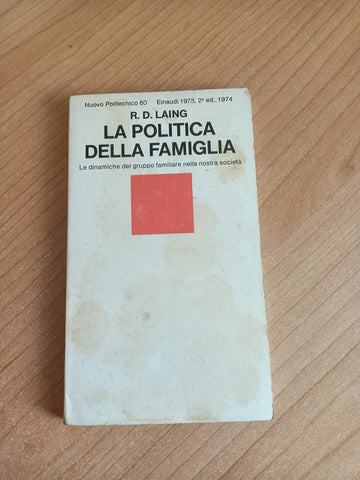 Nuovo Politecnico 60 Einaudi 1973, 2ª ed., 1974
R. D. LAING
LA POLITICA
DELLA FAMIGLIA
Le dinamiche del gruppo familiare nella nostra società